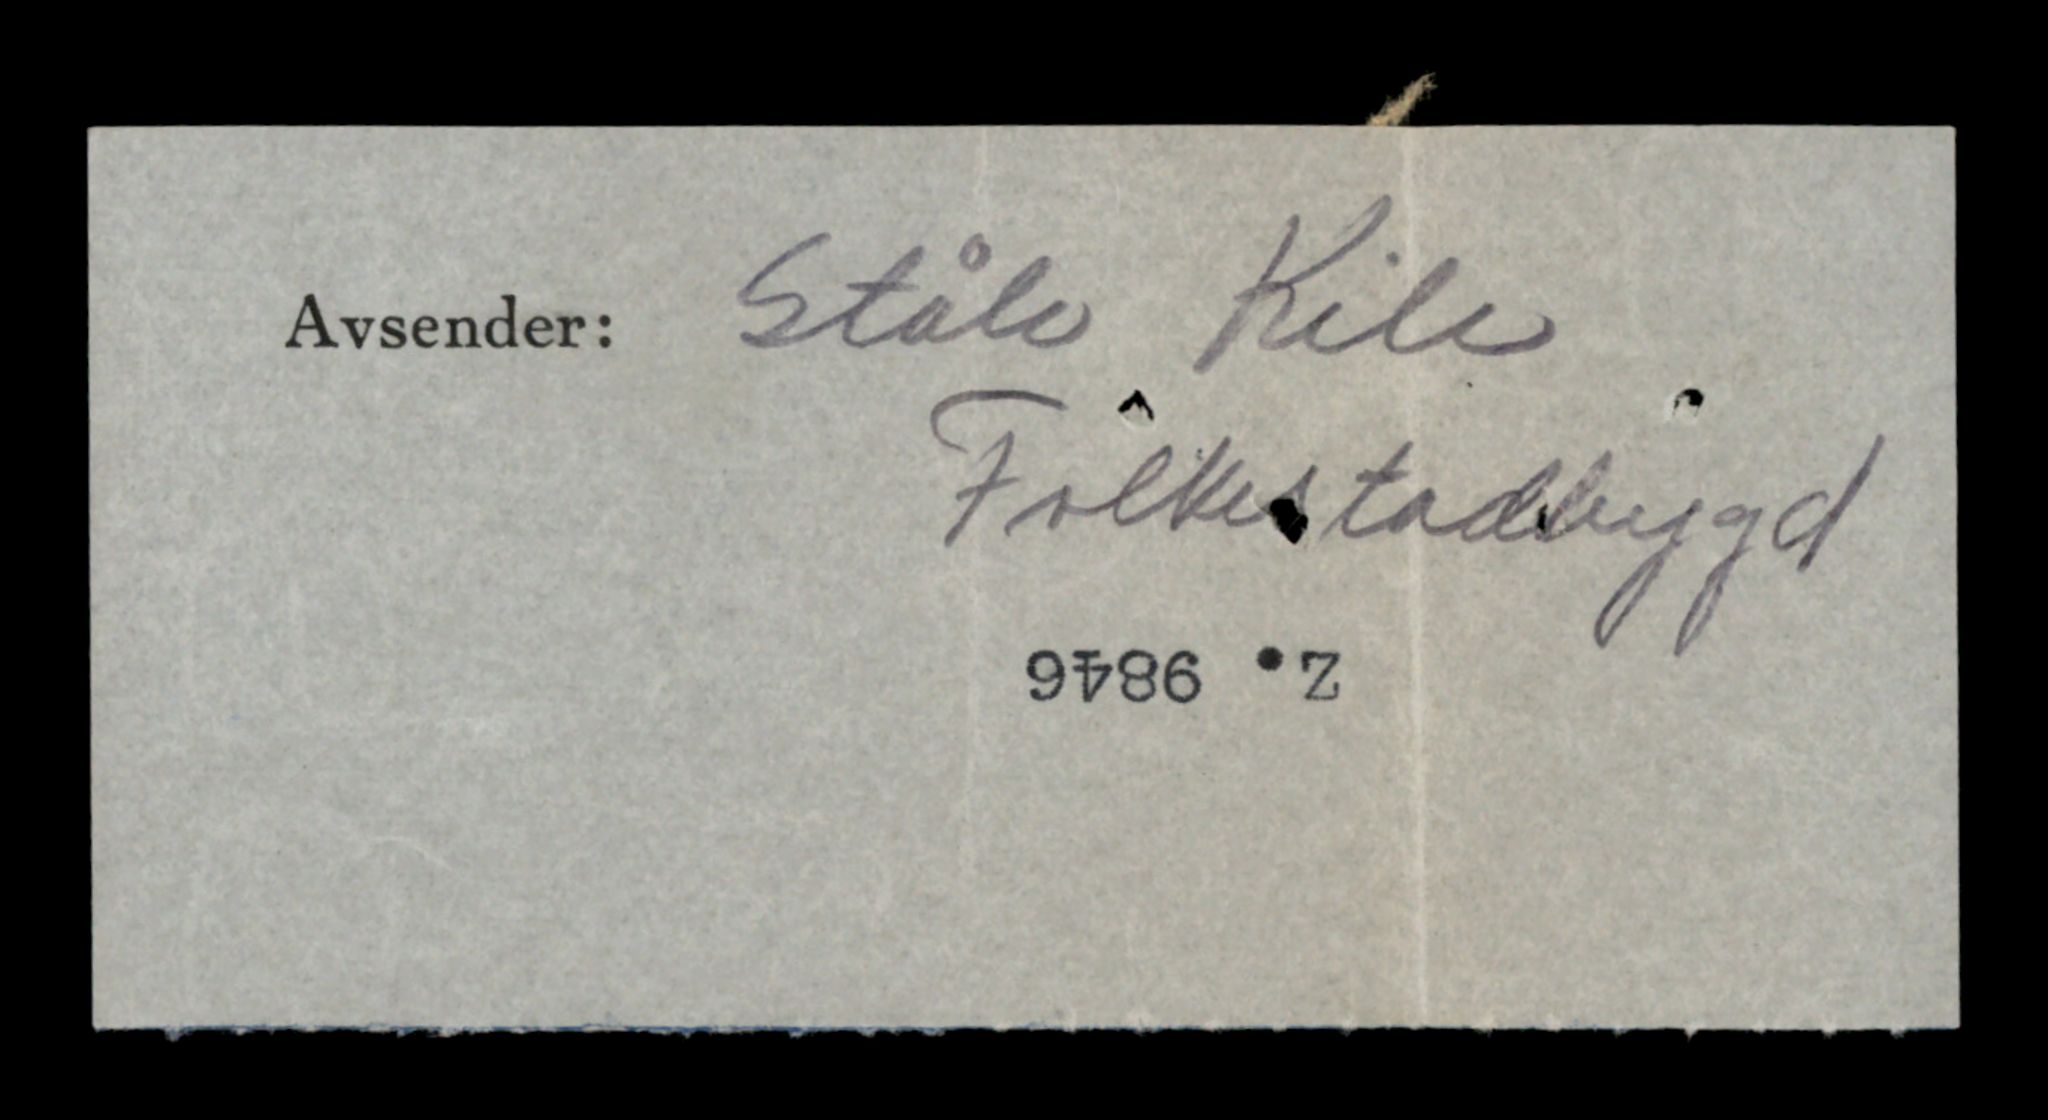 Avsender: Ståle Kile
Folkestadbygd
Z. 9846